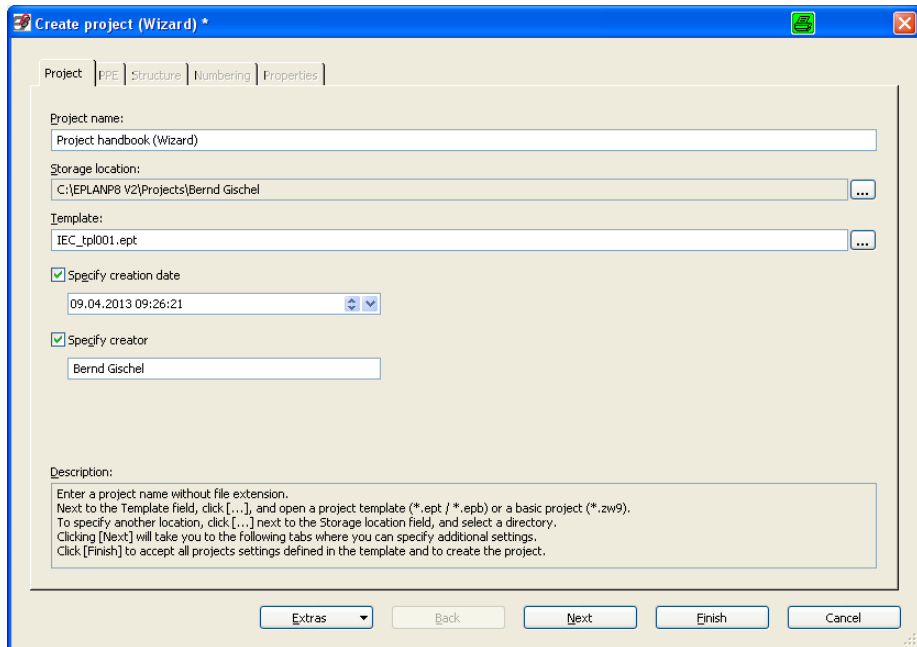 Create project (Wizard) *
Project
PPE
Structure
Numbering
Properties
Project name:
Project handbook (Wizard)
Storage location:
C:\EPLANP8 V2\Projects\Bernd Gischel
...
Template:
IEC_tpl001.ept
...
Specify creation date
09.04.2013 09:26:21
Specify creator
Bernd Gischel
Description:
Enter a project name without file extension.
Next to the Template field, click [...], and open a project template (*.ept / *.epb) or a basic project (*.zw9).
To specify another location, click [...] next to the Storage location field, and select a directory.
Clicking [Next] will take you to the following tabs where you can specify additional settings.
Click [Finish] to accept all projects settings defined in the template and to create the project.
Extras
Back
Next
Finish
Cancel